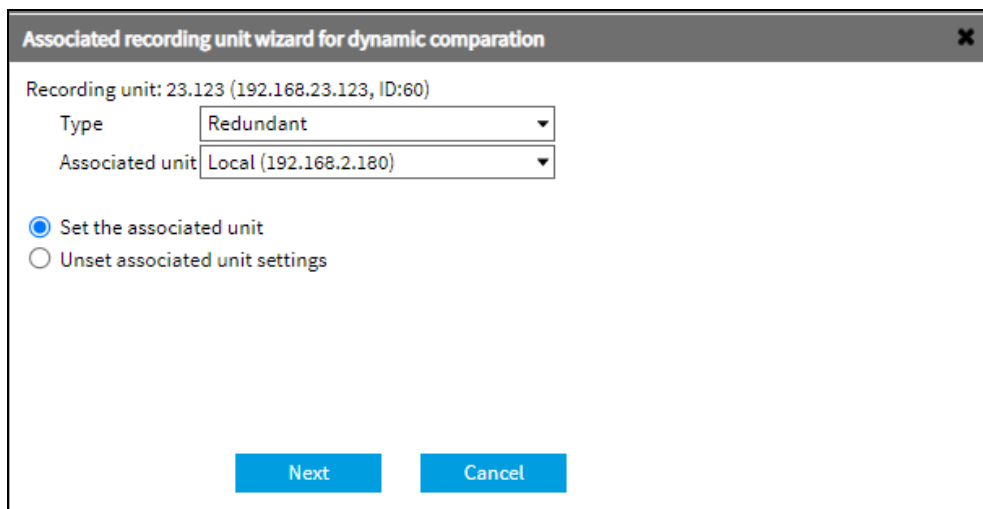 Associated recording unit wizard for dynamic comparation
Recording unit: 23.123 (192.168.23.123, ID:60)
Type Redundant
Associated unit Local (192.168.2.180)
Set the associated unit
Unset associated unit settings
Next Cancel